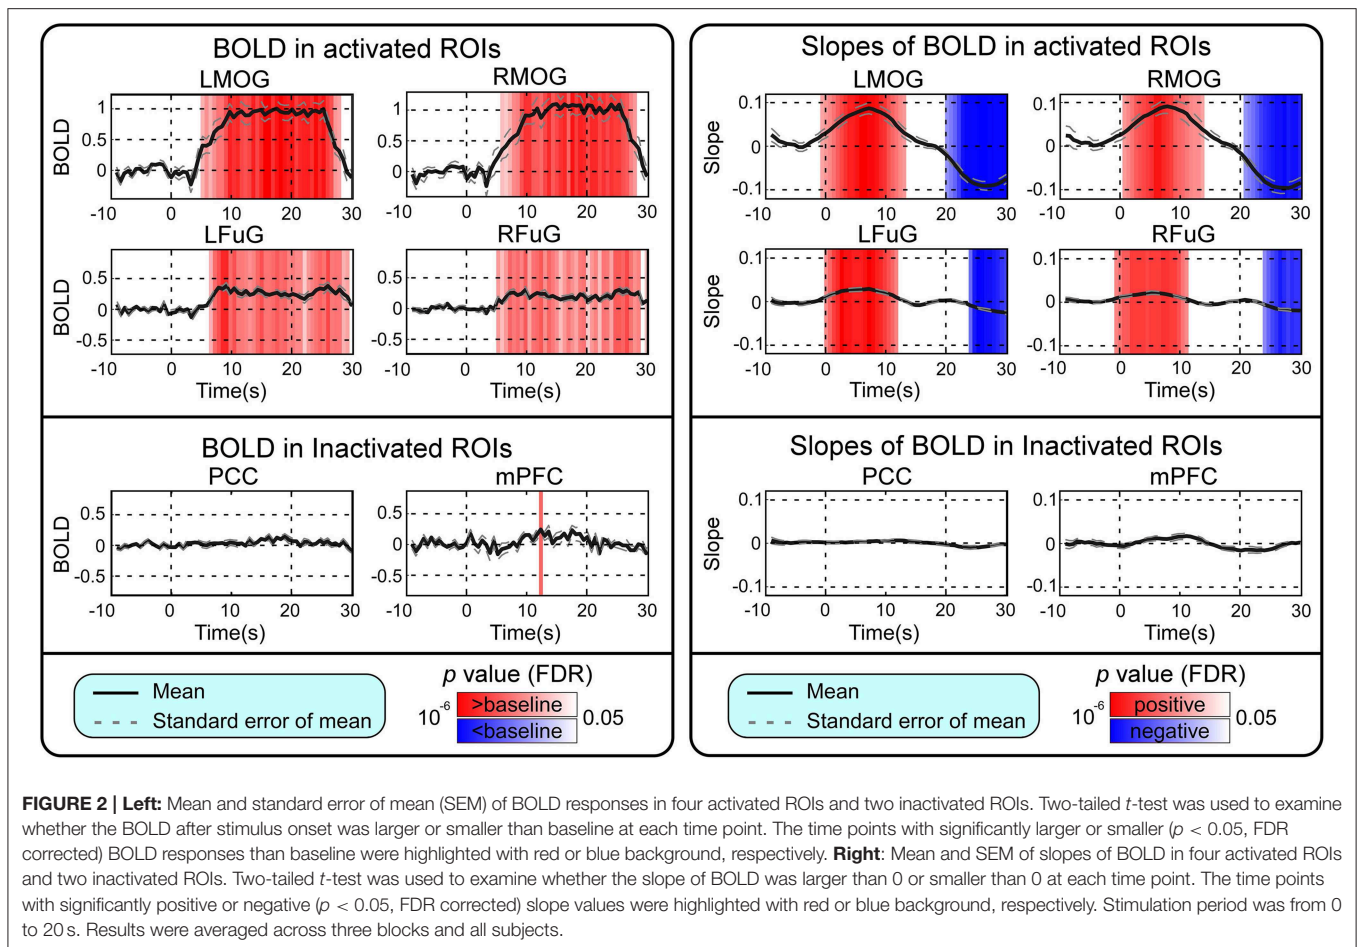 BOLD in activated ROIs
LMOG
RMOG
BOLD
1
0.5
0
-10 0 10 20 30
1
0.5
0
-10 0 10 20 30
LFuG
RFuG
BOLD
0.5
0
-0.5
-10 0 10 20 30
Time(s)
0.5
0
-0.5
-10 0 10 20 30
Time(s)
BOLD in Inactivated ROIs
PCC
mPFC
BOLD
0.5
0
-0.5
-10 0 10 20 30
Time(s)
0.5
0
-0.5
-10 0 10 20 30
Time(s)
Mean
Standard error of mean
p value (FDR)
10-6
>baseline
<baseline
0.05
Slopes of BOLD in activated ROIs
LMOG
RMOG
Slope
0.1
0
-0.1
-10 0 10 20 30
0.1
0
-0.1
-10 0 10 20 30
LFuG
RFuG
Slope
0.1
0
-0.1
-10 0 10 20 30
Time(s)
0.1
0
-0.1
-10 0 10 20 30
Time(s)
Slopes of BOLD in Inactivated ROIs
PCC
mPFC
Slope
0.1
0
-0.1
-10 0 10 20 30
Time(s)
0.1
0
-0.1
-10 0 10 20 30
Time(s)
Mean
Standard error of mean
p value (FDR)
10-6
positive
negative
0.05
FIGURE 2 | Left: Mean and standard error of mean (SEM) of BOLD responses in four activated ROIs and two inactivated ROIs. Two-tailed t-test was used to examine
whether the BOLD after stimulus onset was larger or smaller than baseline at each time point. The time points with significantly larger or smaller (p < 0.05, FDR
corrected) BOLD responses than baseline were highlighted with red or blue background, respectively. Right: Mean and SEM of slopes of BOLD in four activated ROIs
and two inactivated ROIs. Two-tailed t-test was used to examine whether the slope of BOLD was larger than 0 or smaller than 0 at each time point. The time points
with significantly positive or negative (p < 0.05, FDR corrected) slope values were highlighted with red or blue background, respectively. Stimulation period was from 0
to 20 s. Results were averaged across three blocks and all subjects.